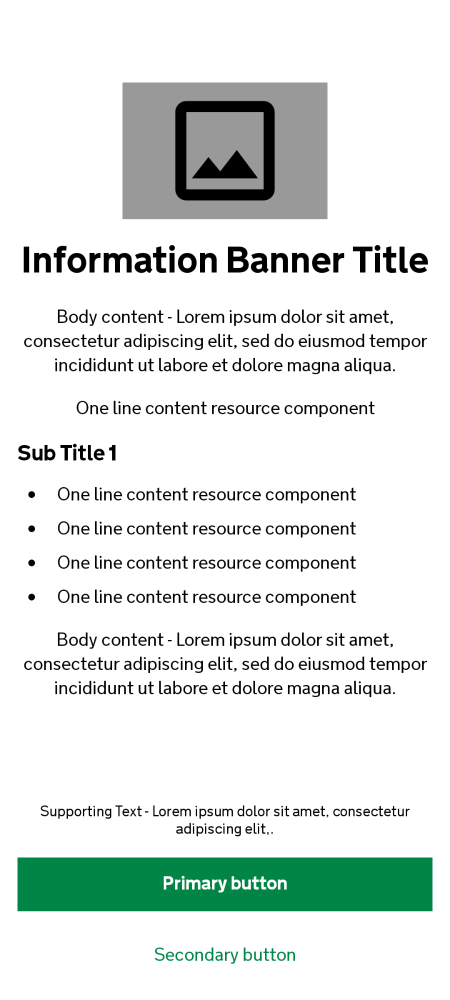 Information Banner Title
Body content - Lorem ipsum dolor sit amet,
consectetur adipiscing elit, sed do eiusmod tempor
incididunt ut labore et dolore magna aliqua.
One line content resource component
Sub Title 1
• One line content resource component
• One line content resource component
• One line content resource component
• One line content resource component
Body content - Lorem ipsum dolor sit amet,
consectetur adipiscing elit, sed do eiusmod tempor
incididunt ut labore et dolore magna aliqua.
Supporting Text - Lorem ipsum dolor sit amet, consectetur
adipiscing elit,.
Primary button
Secondary button